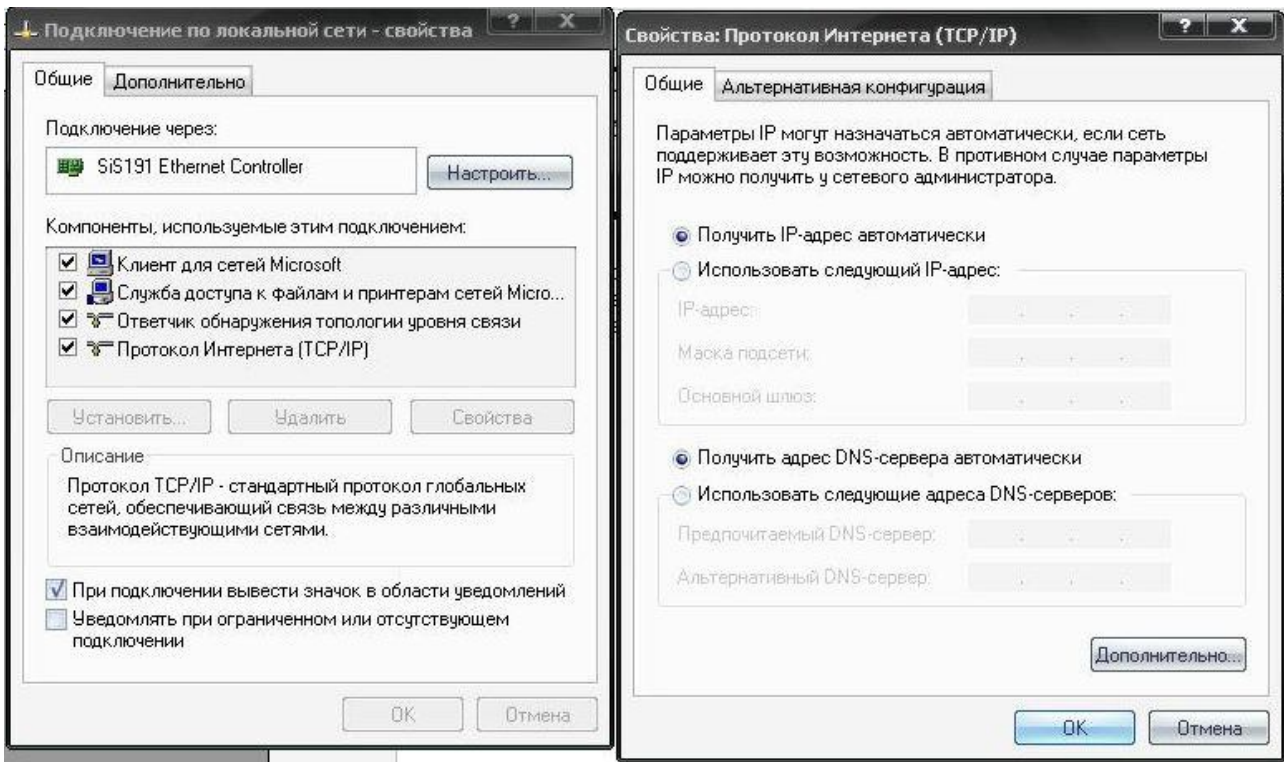 Подключение по локальной сети - свойства
Общие
Дополнительно
Подключение через:
SiS191 Ethernet Controller
Настроить...
Компоненты, используемые этим подключением:
Клиент для сетей Microsoft
Служба доступа к файлам и принтерам сетей Micro...
Ответчик обнаружения топологии уровня связи
Протокол Интернета (TCP/IP)
Установить...
Удалить
Свойства
Описание
Протокол TCP/IP - стандартный протокол глобальных
сетей, обеспечивающий связь между различными
взаимодействующими сетями.
При подключении вывести значок в области уведомлений
Уведомлять при ограниченном или отсутствующем
подключении
OK
Отмена
Свойства: Протокол Интернета (TCP/IP)
Общие
Альтернативная конфигурация
Параметры IP могут назначаться автоматически, если сеть
поддерживает эту возможность. В противном случае параметры
IP можно получить у сетевого администратора.
Получить IP-адрес автоматически
Использовать следующий IP-адрес:
IP-адрес:
Маска подсети:
Основной шлюз:
Получить адрес DNS-сервера автоматически
Использовать следующие адреса DNS-серверов:
Предпочитаемый DNS-сервер:
Альтернативный DNS-сервер:
Дополнительно...
OK
Отмена